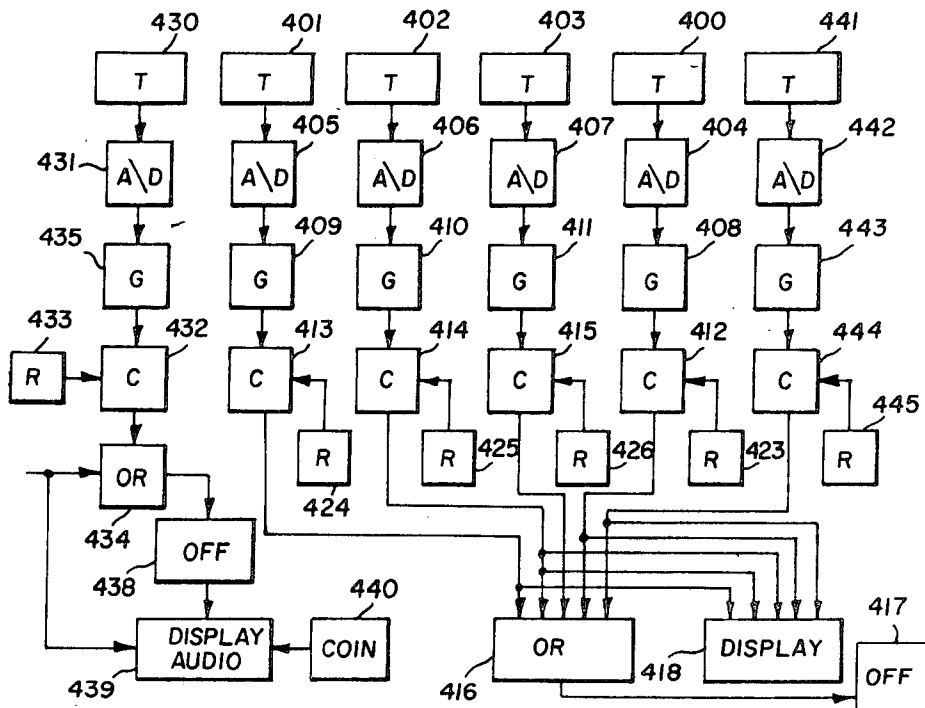 430 401 402 403 400 441
T T T T T T
431 405 406 407 404 442
A\D A\D A\D A\D A\D A\D
435 409 410 411 408 443
G G G G G G
433 432 413 414 415 412 444
R C C C C C C
445
OR R R R R R
434 424 425 426 423
OFF
438 440 417
DISPLAY AUDIO COIN OR DISPLAY OFF
439 416 418